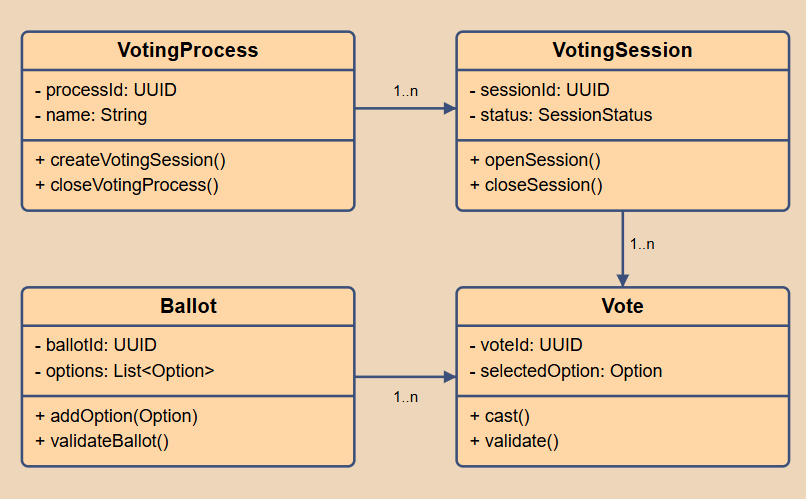 VotingProcess
- processId: UUID
- name: String
+ createVotingSession()
+ closeVotingProcess()
1..n
VotingSession
- sessionId: UUID
- status: SessionStatus
+ openSession()
+ closeSession()
1..n
Ballot
- ballotId: UUID
- options: List<Option>
+ addOption(Option)
+ validateBallot()
1..n
Vote
- voteId: UUID
- selectedOption: Option
+ cast()
+ validate()